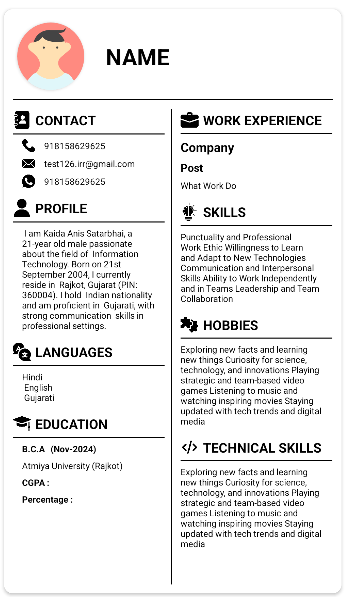 NAME
CONTACT
918158629625
test126.irr@gmail.com
918158629625
PROFILE
I am Kaida Anis Satarbhai, a
21-year old male passionate
about the field of Information
Technology. Born on 21st
September 2004, I currently
reside in Rajkot, Gujarat (PIN:
360004). I hold Indian nationality
and am proficient in Gujarati, with
strong communication skills in
professional settings.
LANGUAGES
Hindi
English
Gujarati
EDUCATION
B.C.A (Nov-2024)
Atmiya University (Rajkot)
CGPA :
Percentage :
WORK EXPERIENCE
Company
Post
What Work Do
SKILLS
Punctuality and Professional
Work Ethic Willingness to Learn
and Adapt to New Technologies
Communication and Interpersonal
Skills Ability to Work Independently
and in Teams Leadership and Team
Collaboration
HOBBIES
Exploring new facts and learning
new things Curiosity for science,
technology, and innovations Playing
strategic and team-based video
games Listening to music and
watching inspiring movies Staying
updated with tech trends and digital
media
TECHNICAL SKILLS
Exploring new facts and learning
new things Curiosity for science,
technology, and innovations Playing
strategic and team-based video
games Listening to music and
watching inspiring movies Staying
updated with tech trends and digital
media